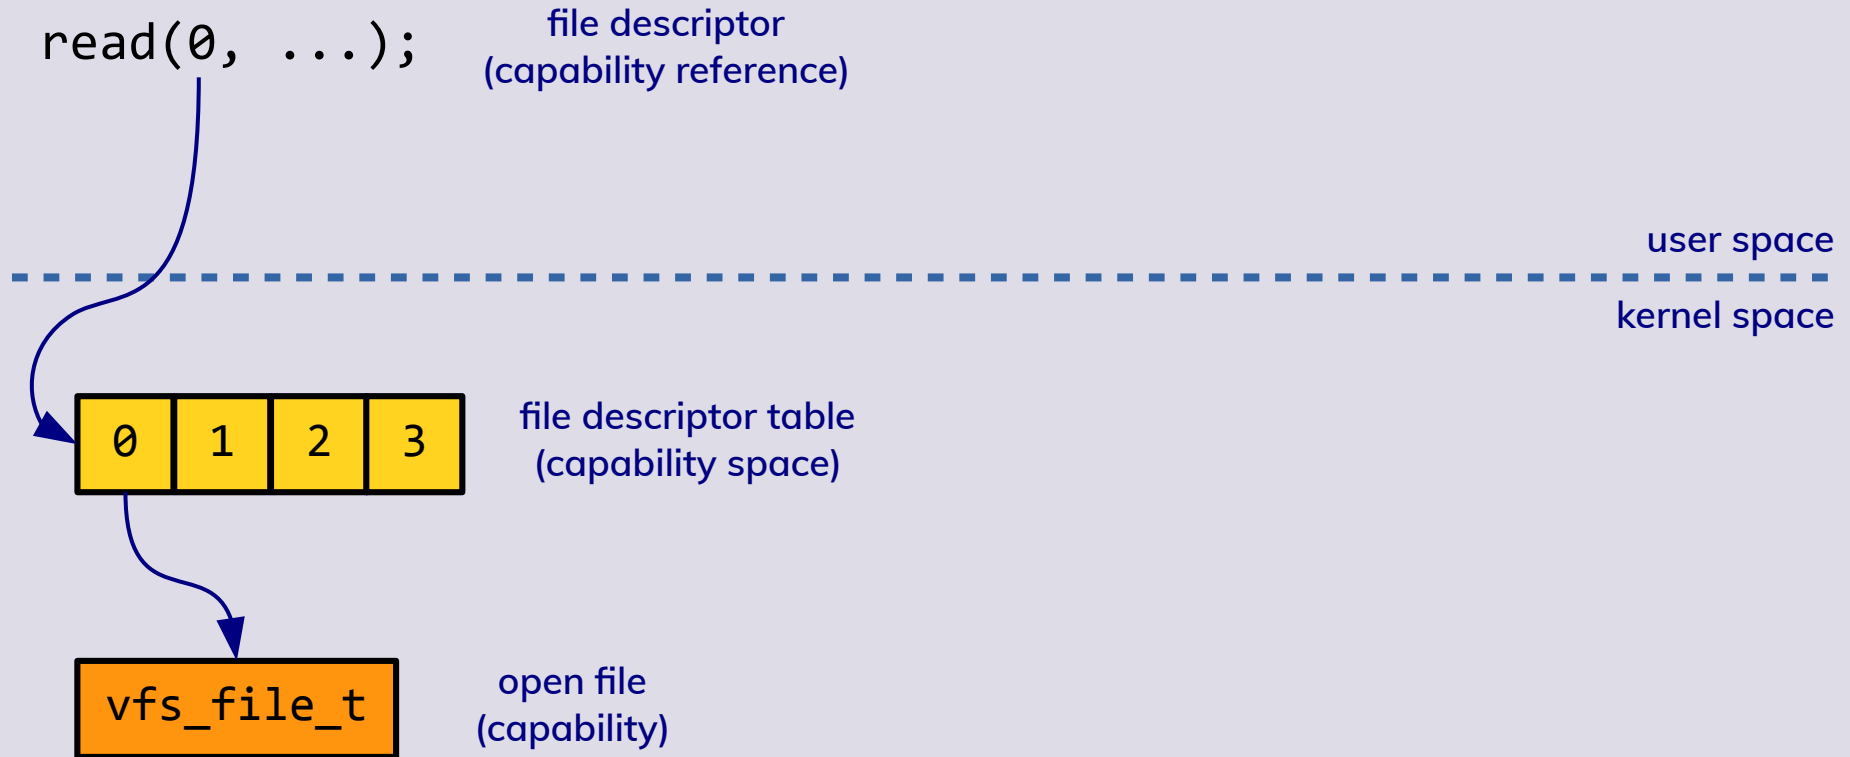 read(0, ...);
file descriptor
(capability reference)
user space
kernel space
0 1 2 3
file descriptor table
(capability space)
vfs_file_t
open file
(capability)